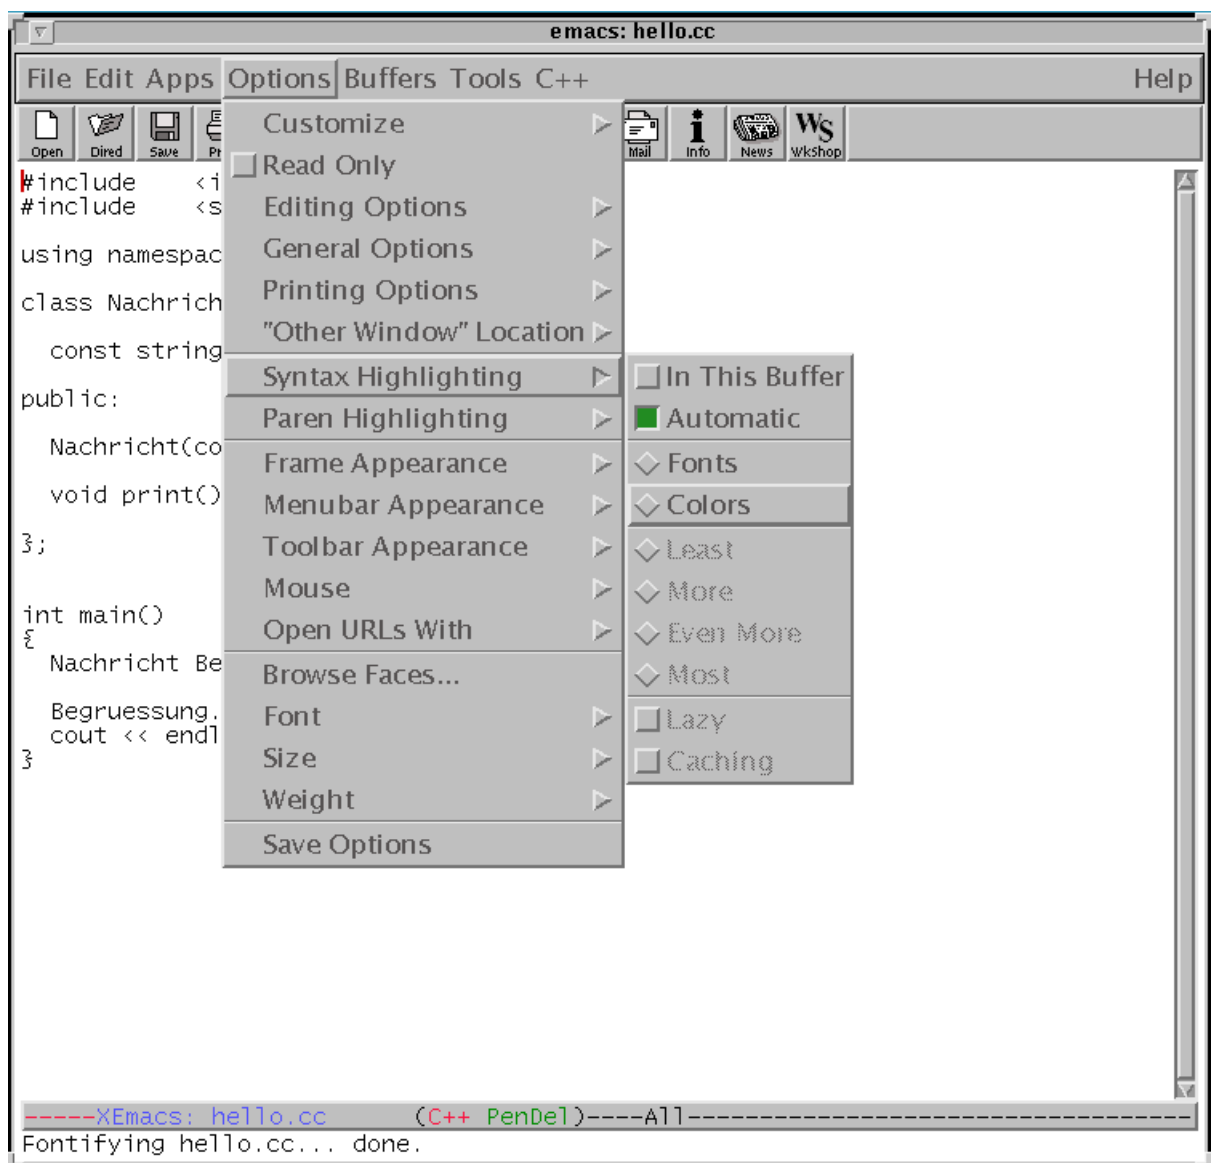 emacs: hello.cc
File Edit Apps Options Buffers Tools C++ Help
Open Dired Save Mail Info News WkShop
Customize
Read Only
Editing Options
General Options
Printing Options
"Other Window" Location
Syntax Highlighting
Paren Highlighting
Frame Appearance
Menubar Appearance
Toolbar Appearance
Mouse
Open URLs With
Browse Faces...
Font
Size
Weight
Save Options
In This Buffer
Automatic
Fonts
Colors
Least
More
Even More
Most
Lazy
Caching
#include <i
#include <s
using namespac
class Nachrich
const string
public:
Nachricht(co
void print()
};
int main()
{
Nachricht Be
Begruessung.
cout << endl
}
-----XEmacs: hello.cc (C++ PenDel)----All-----------------------------------
Fontifying hello.cc... done.